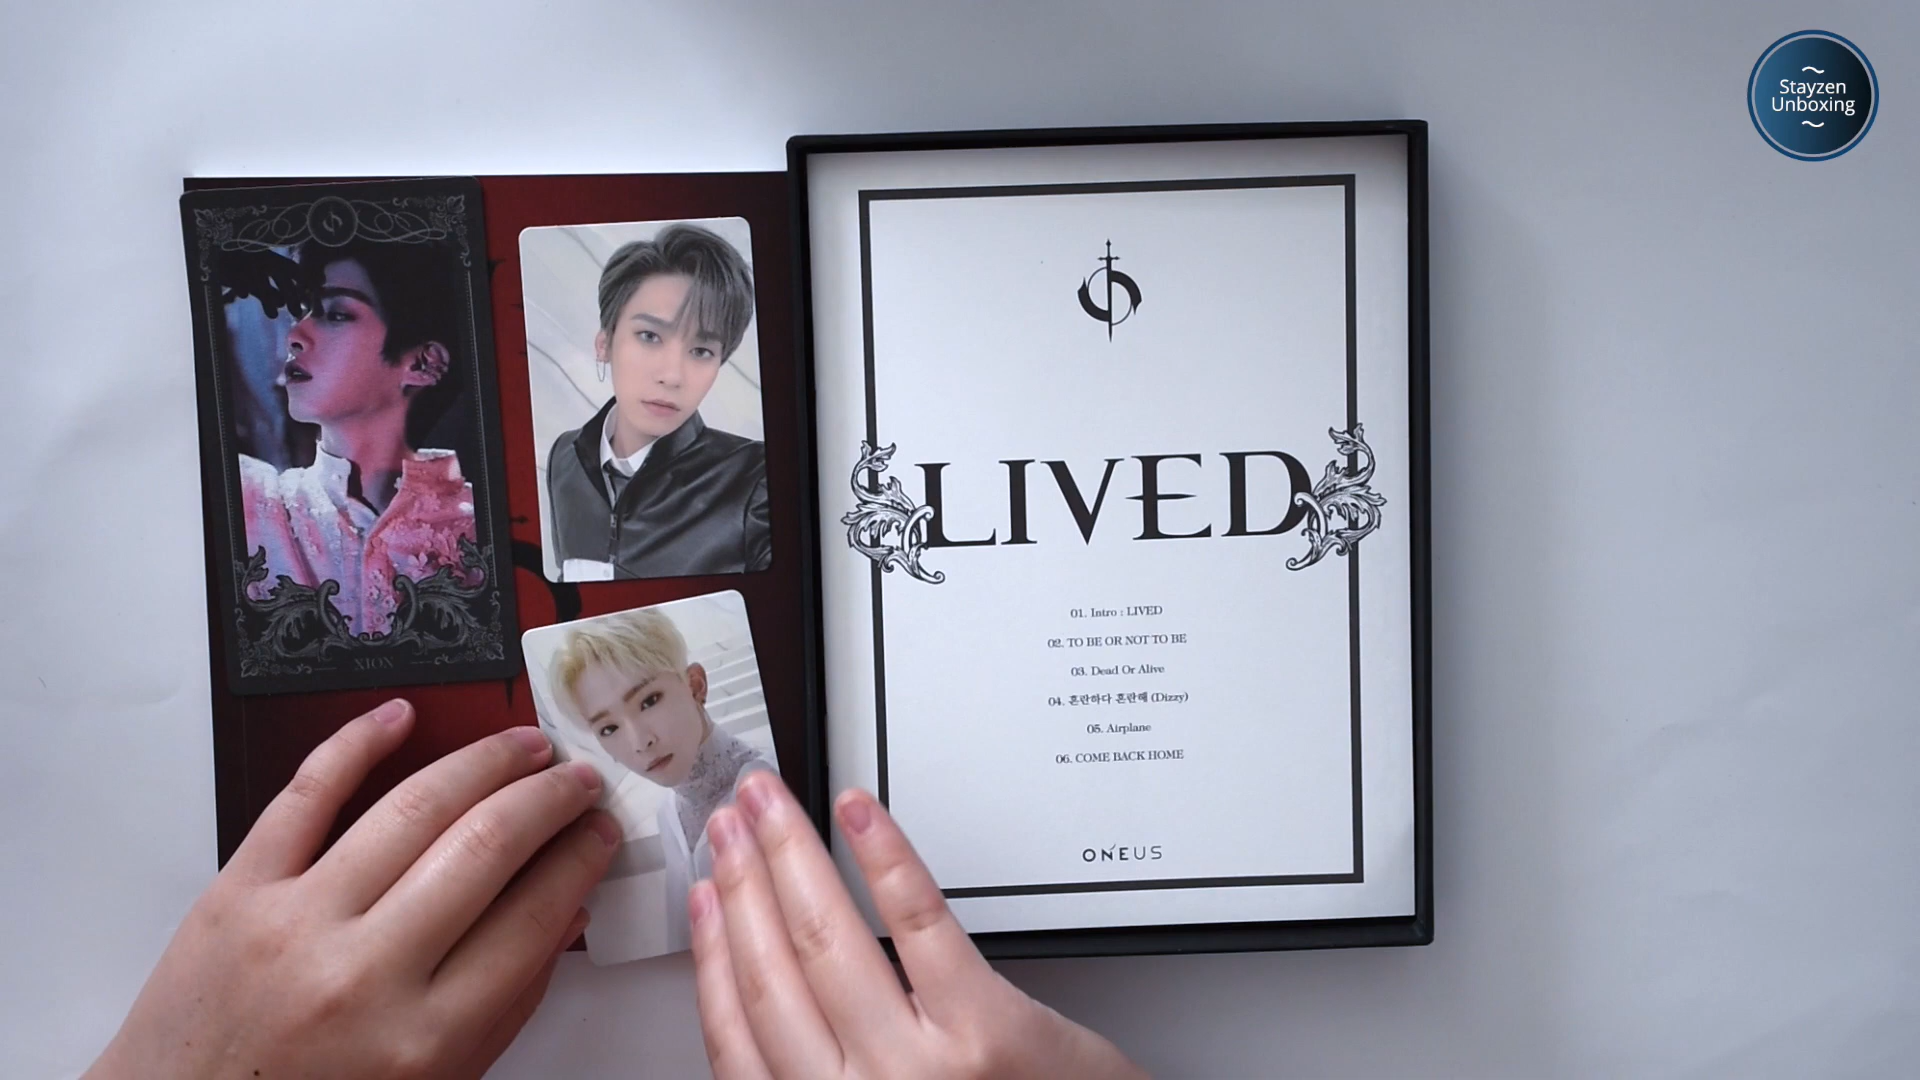 Stayzen
Unboxing
XION
LIVED
01. Intro : LIVED
02. TO BE OR NOT TO BE
03. Dead Or Alive
04. 혼란하다 혼란해 (Dizzy)
05. Airplane
06. COME BACK HOME
ONEUS